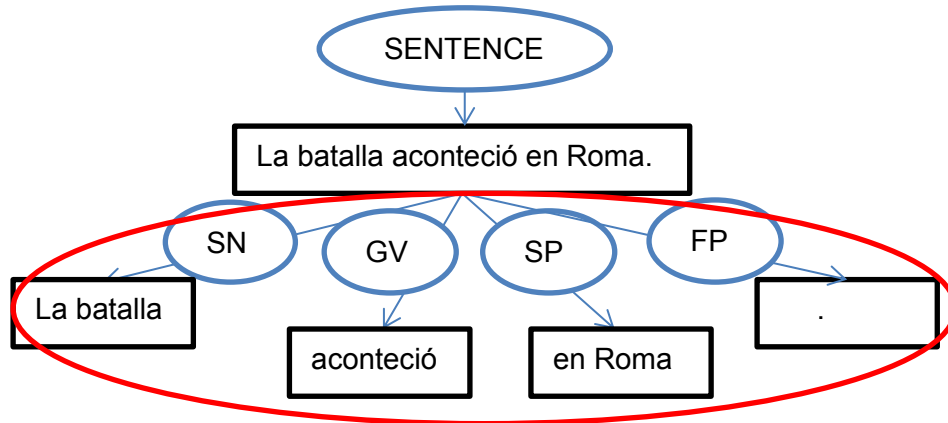 SENTENCE
La batalla aconteció en Roma.
SN
GV
SP
FP
La batalla
aconteció
en Roma
.